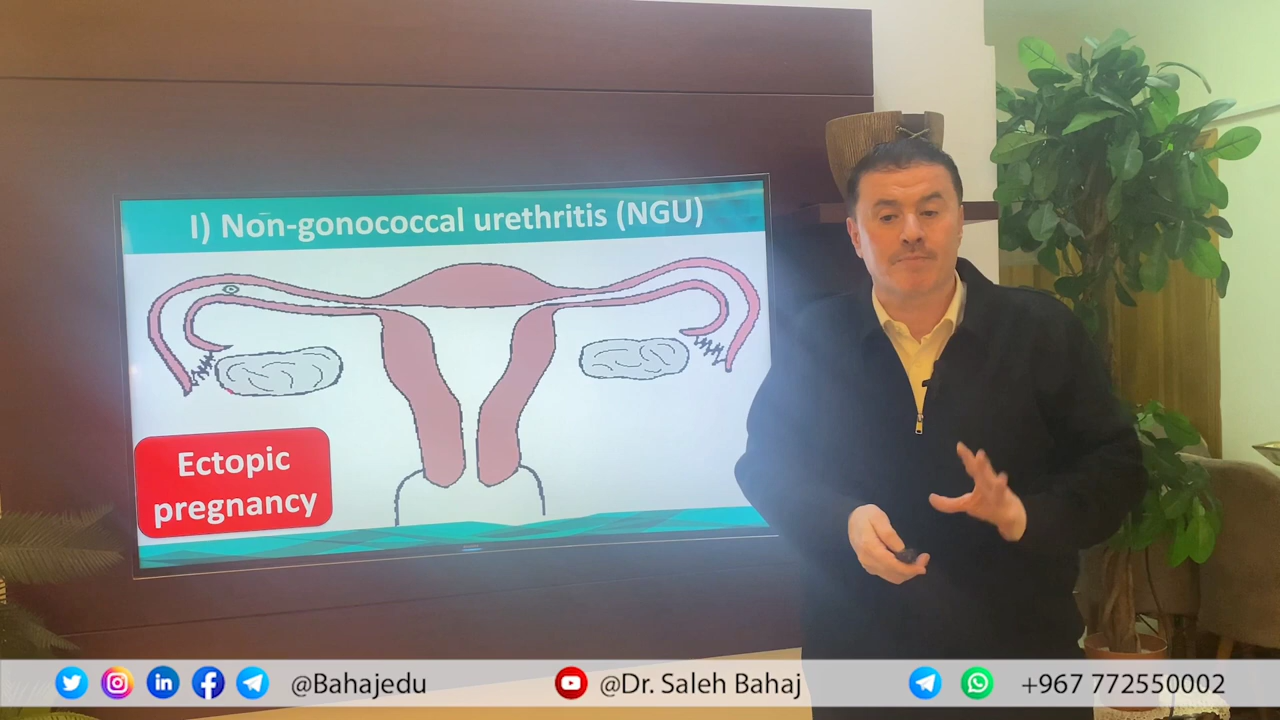 I) Non-gonococcal urethritis (NGU)
Ectopic
pregnancy
@Bahajedu
@Dr. Saleh Bahaj
+967 772550002